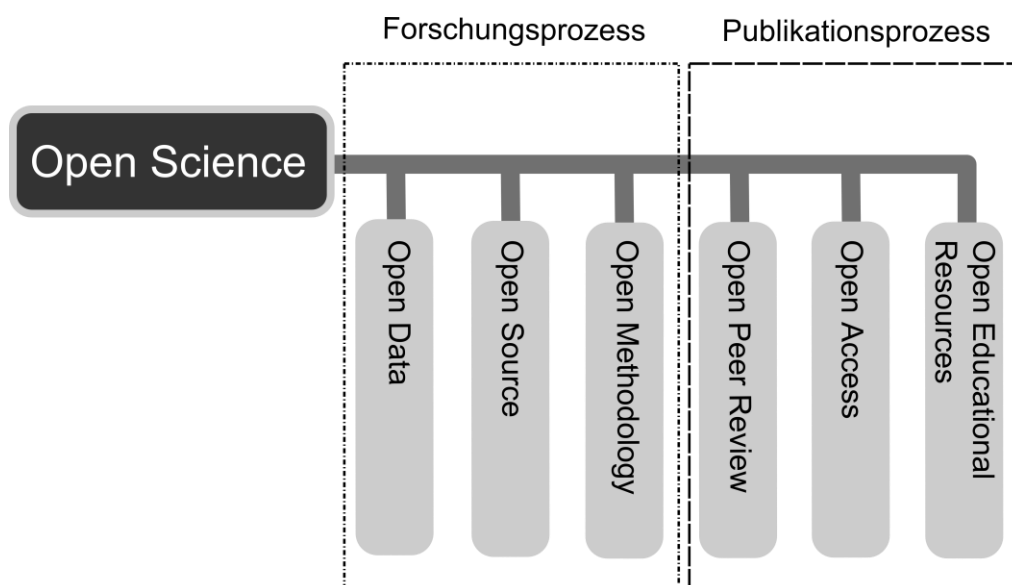 Forschungsprozess
Publikationsprozess
Open Science
Open Data
Open Source
Open Methodology
Open Peer Review
Open Access
Open Educational
Resources